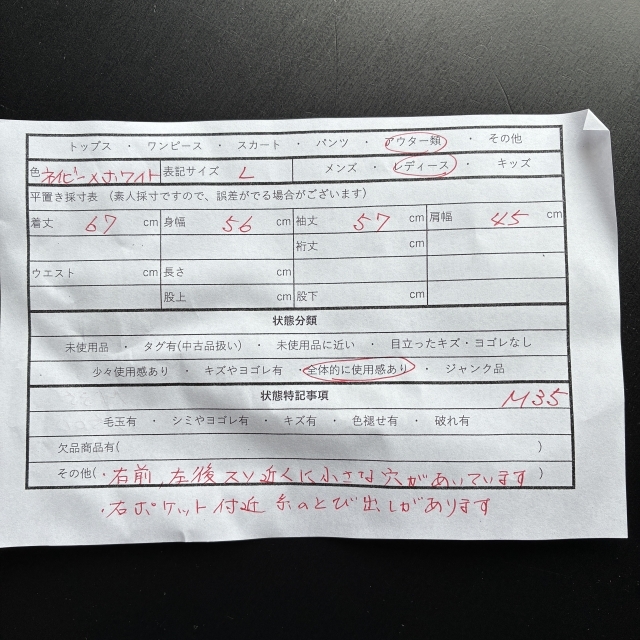 トップス ・ ワンピース ・ スカート ・ パンツ ・ アウター類 ・ その他
色 ネイビー×ホワイト 表記サイズ L メンズ ・ レディース ・ キッズ
平置き採寸表 （素人採寸ですので、誤差がでる場合がございます）
着丈 67 cm 身幅 56 cm 袖丈 57 cm 肩幅 45 cm
cm 裄丈 cm
ウエスト cm 長さ cm
股上 cm 股下 cm
状態分類
未使用品 ・ タグ有(中古品扱い) ・ 未使用品に近い ・ 目立ったキズ・ヨゴレなし
少々使用感あり ・ キズやヨゴレ有 ・ 全体的に使用感あり ・ ジャンク品
状態特記事項 M35
毛玉有 ・ シミやヨゴレ有 ・ キズ有 ・ 色褪せ有 ・ 破れ有
欠品商品有( )
その他( ・右前、左後スソ近くに小さな穴があいています )
・右ポケット付近 糸のとび出しがあります